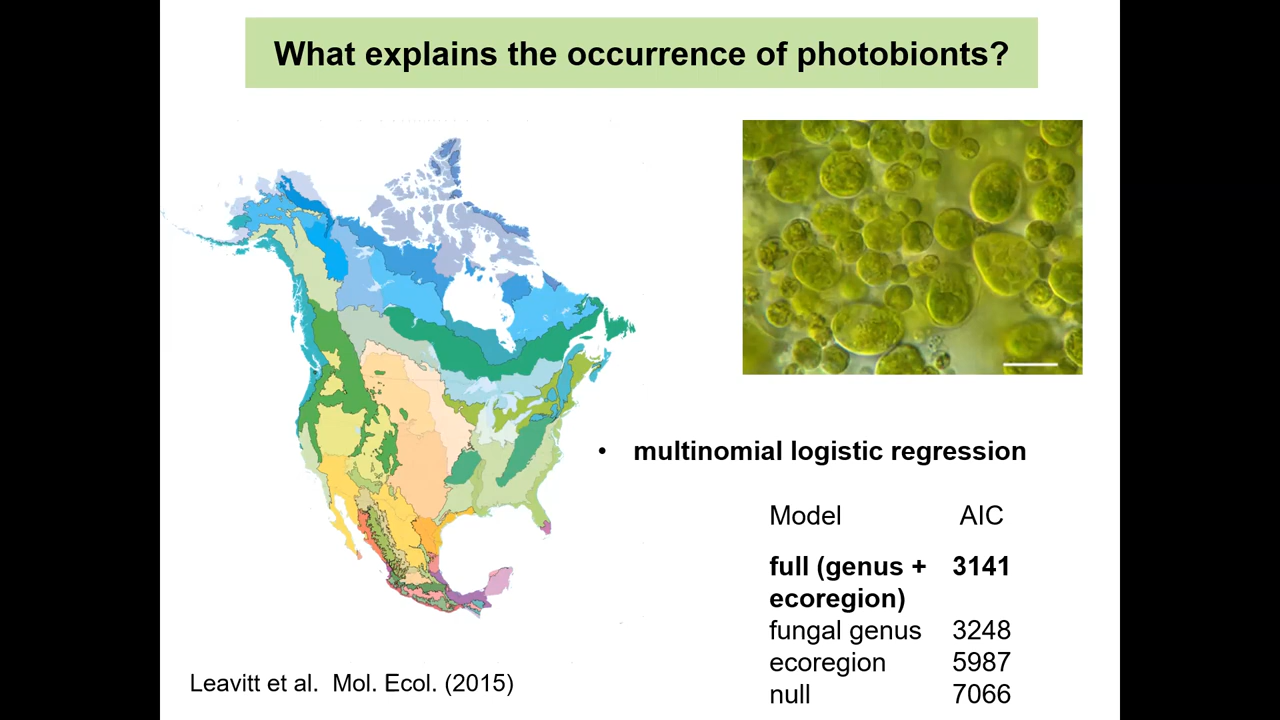 What explains the occurrence of photobionts?
• multinomial logistic regression
Model AIC
full (genus + 3141
ecoregion)
fungal genus 3248
ecoregion 5987
null 7066
Leavitt et al. Mol. Ecol. (2015)